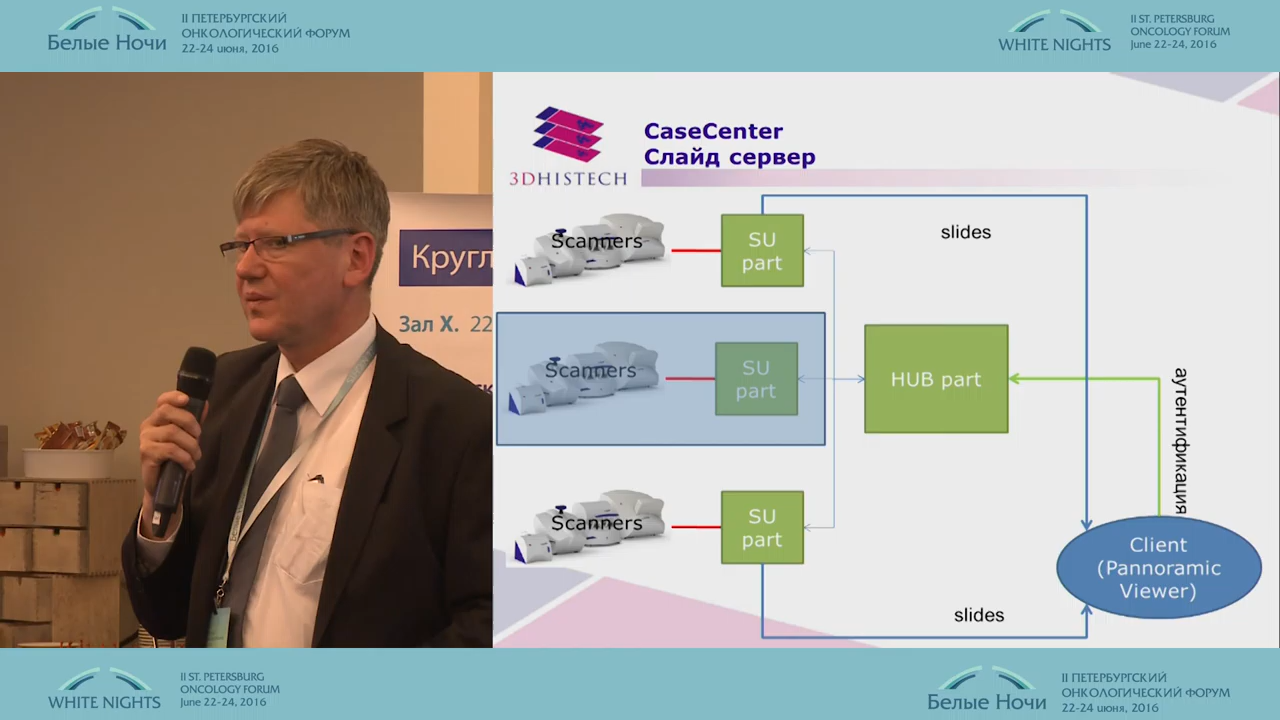 Белые Ночи
II ПЕТЕРБУРГСКИЙ
ОНКОЛОГИЧЕСКИЙ ФОРУМ
22-24 июня, 2016
WHITE NIGHTS
II ST. PETERSBURG
ONCOLOGY FORUM
June 22-24, 2016
Зал X. 22
3DHISTECH
CaseCenter
Слайд сервер
Scanners
SU
part
slides
Scanners
SU
part
HUB part
аутентификация
Scanners
SU
part
Client
(Pannoramic
Viewer)
slides
WHITE NIGHTS
II ST. PETERSBURG
ONCOLOGY FORUM
June 22-24, 2016
Белые Ночи
II ПЕТЕРБУРГСКИЙ
ОНКОЛОГИЧЕСКИЙ ФОРУМ
22-24 июня, 2016